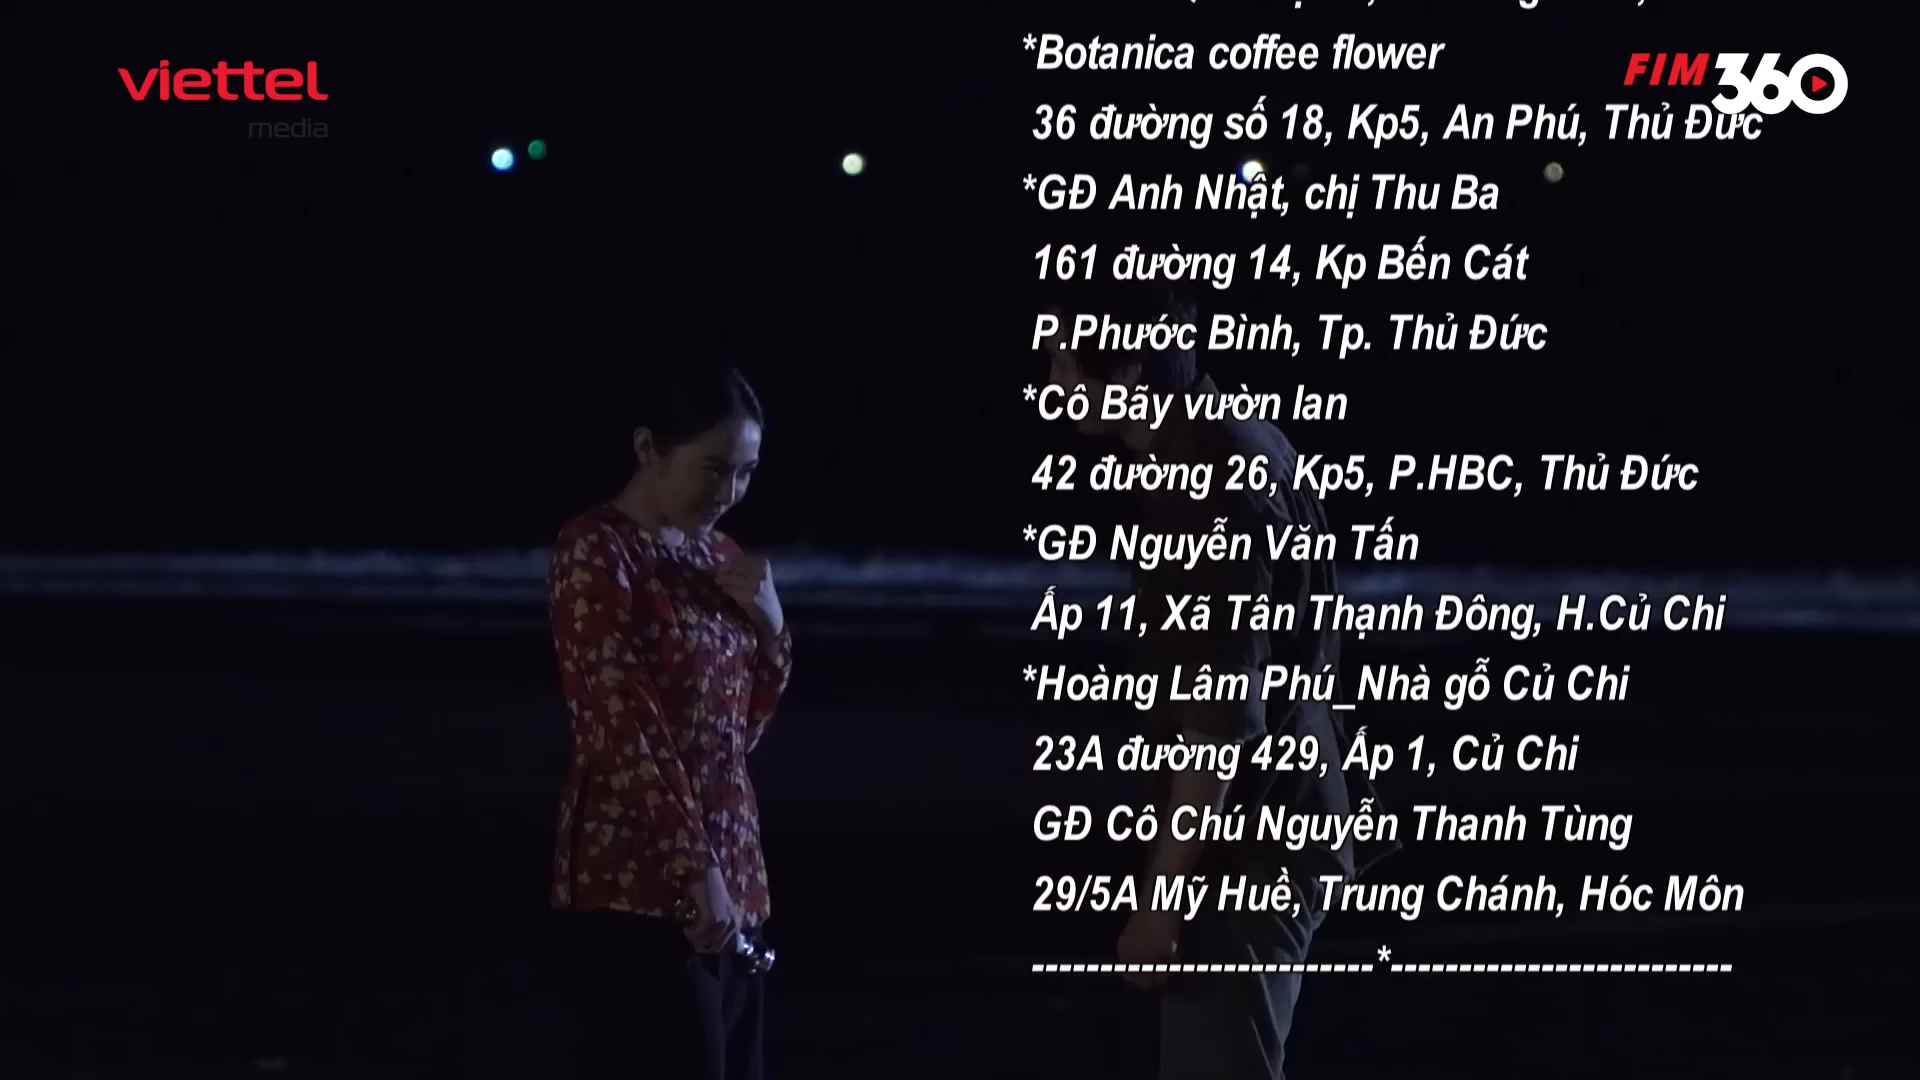 viettel
media
FIM360
*Botanica coffee flower
36 đường số 18, Kp5, An Phú, Thủ Đức
*GĐ Anh Nhật, chị Thu Ba
161 đường 14, Kp Bến Cát
P.Phước Bình, Tp. Thủ Đức
*Cô Bãy vườn lan
42 đường 26, Kp5, P.HBC, Thủ Đức
*GĐ Nguyễn Văn Tấn
Ấp 11, Xã Tân Thạnh Đông, H.Củ Chi
*Hoàng Lâm Phú_Nhà gỗ Củ Chi
23A đường 429, Ấp 1, Củ Chi
GĐ Cô Chú Nguyễn Thanh Tùng
29/5A Mỹ Huề, Trung Chánh, Hóc Môn
-------------------------*-------------------------